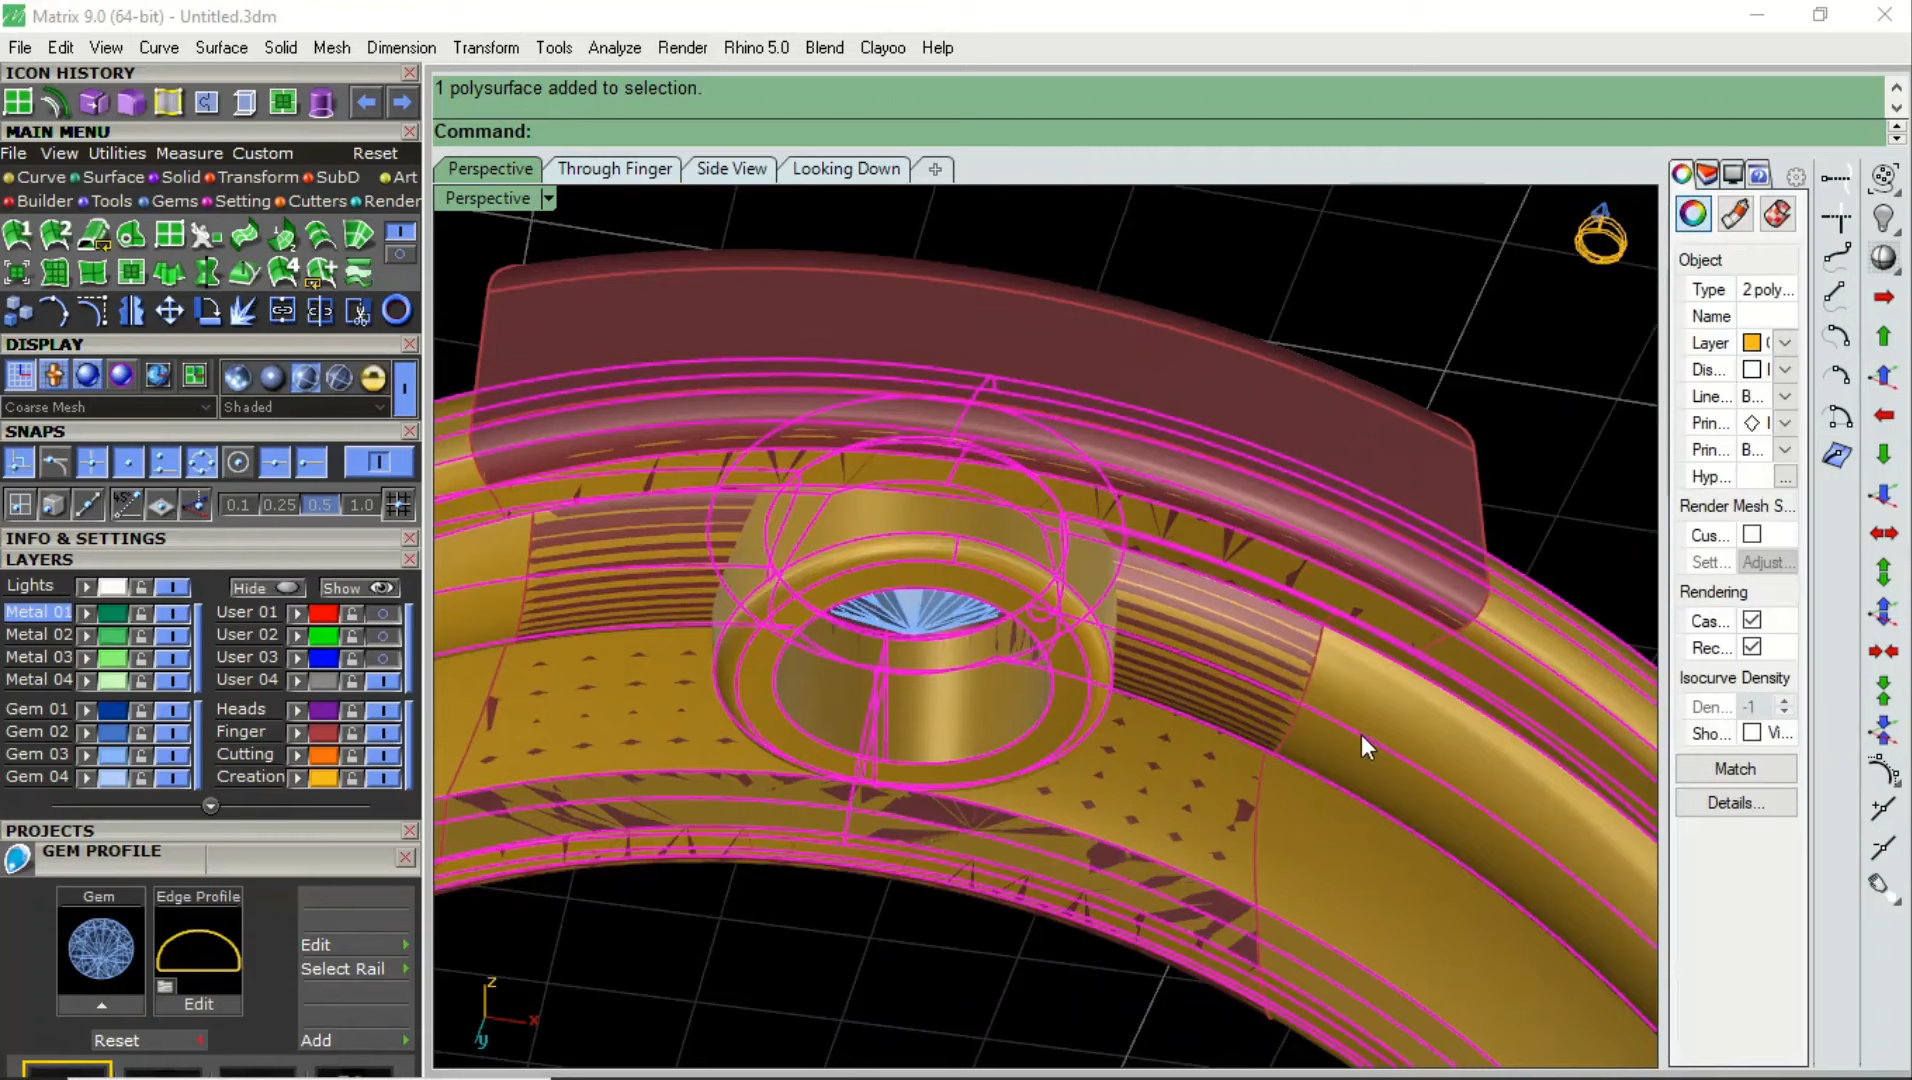 Matrix 9.0 (64-bit) - Untitled.3dm
File Edit View Curve Surface Solid Mesh Dimension Transform Tools Analyze Render Rhino 5.0 Blend Clayoo Help
ICON HISTORY
1 polysurface added to selection.
Command:
MAIN MENU
File View Utilities Measure Custom Reset
Curve Surface Solid Transform SubD Art
Builder Tools Gems Setting Cutters Render
1 2
4
Perspective Through Finger Side View Looking Down
Perspective
DISPLAY
Coarse Mesh Shaded
SNAPS
45° 0.1 0.25 0.5 1.0
INFO & SETTINGS
LAYERS
Lights Hide Show
Metal 01 User 01
Metal 02 User 02
Metal 03 User 03
Metal 04 User 04
Gem 01 Heads
Gem 02 Finger
Gem 03 Cutting
Gem 04 Creation
PROJECTS
GEM PROFILE
Gem Edge Profile
Edit
Select Rail
Edit
Reset Add
z
x
y
Object
Type 2 poly...
Name
Layer
Dis...
Line... B...
Prin...
Prin... B...
Hyp... ...
Render Mesh S...
Cus...
Sett... Adjust...
Rendering
Cas...
Rec...
Isocurve Density
Den... -1
Sho... Vi...
Match
Details...